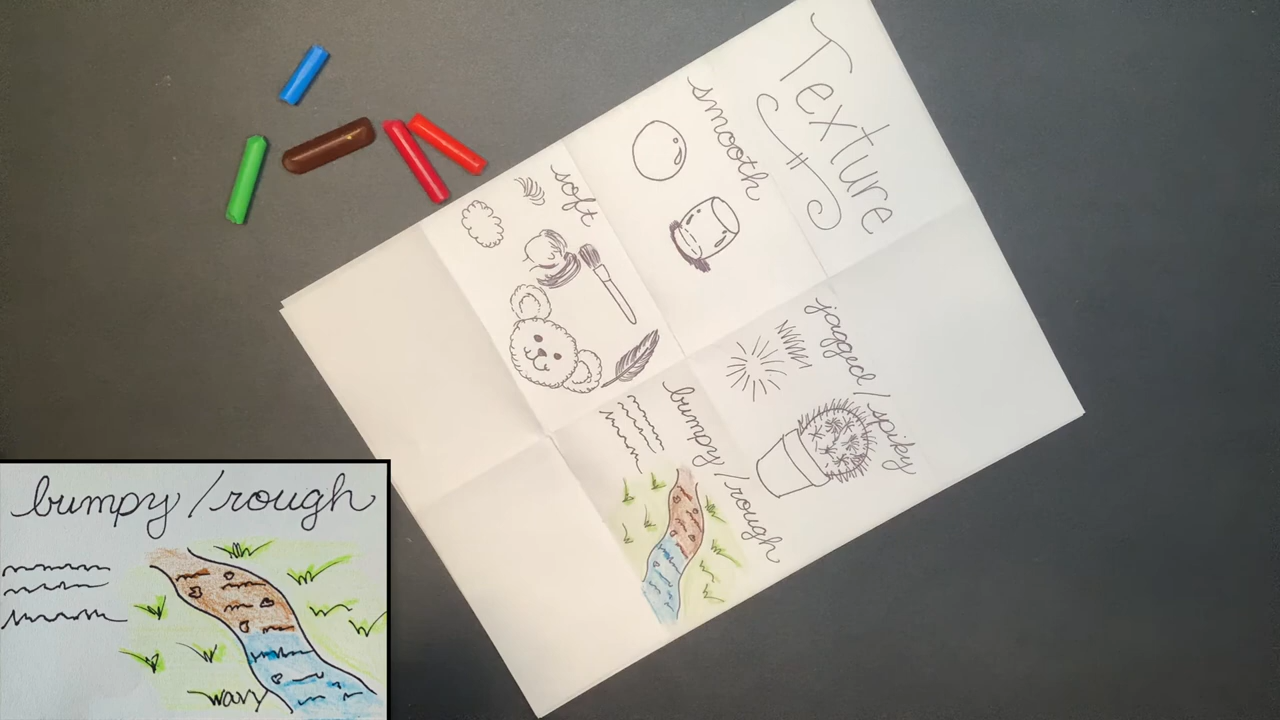 Texture
smooth
soft
jagged/spiky
bumpy/rough
bumpy/rough
wavy